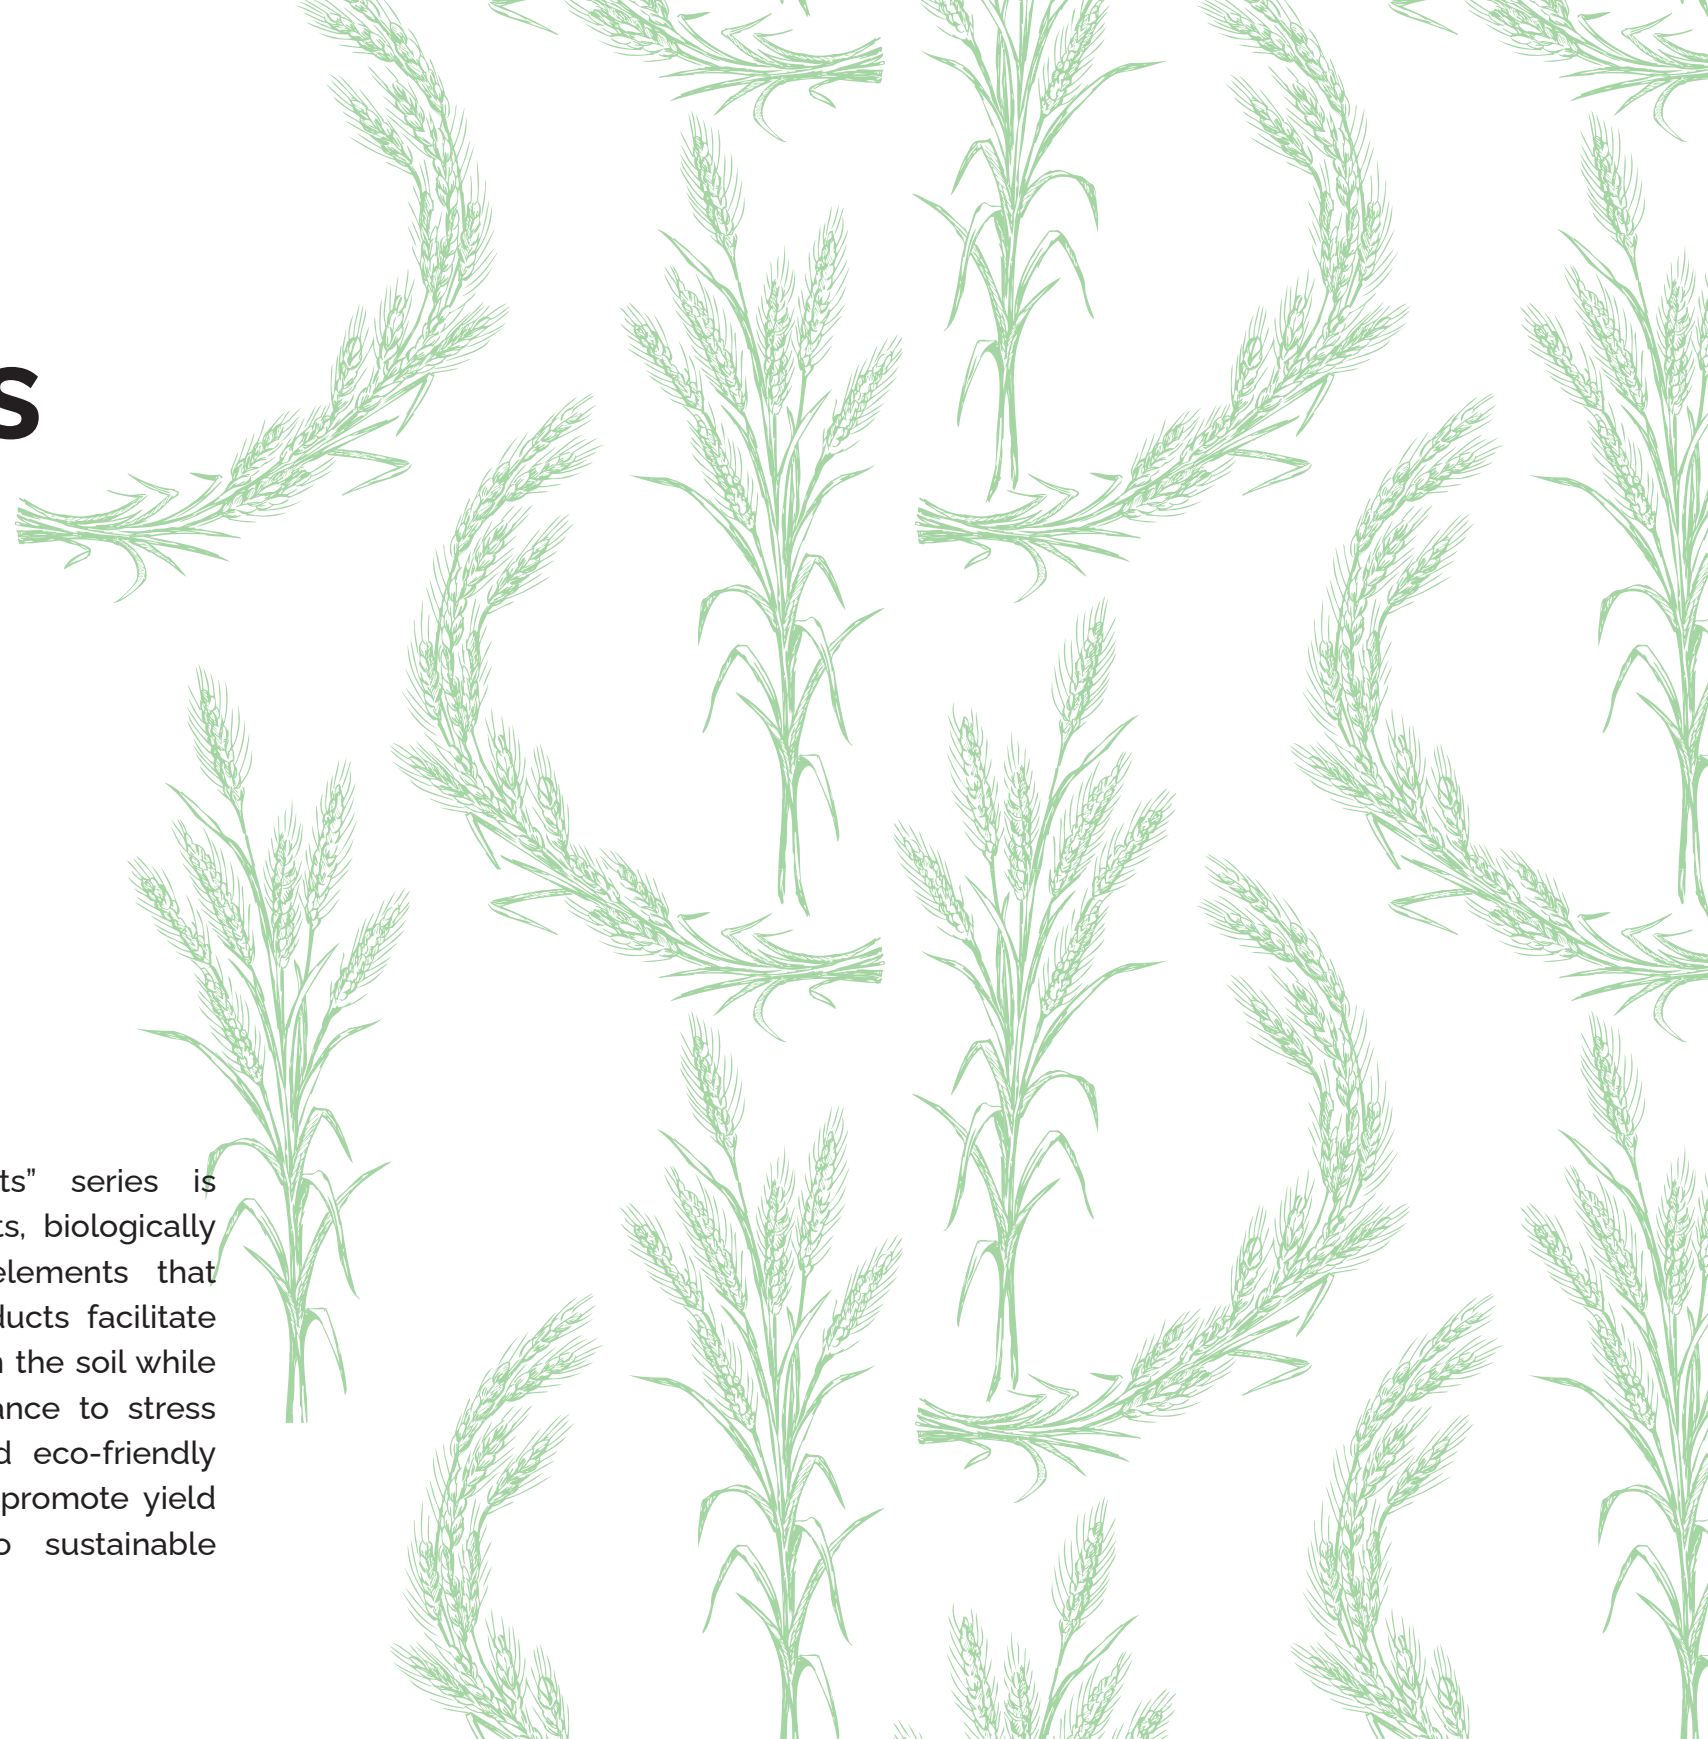 s
ts” series is
ts, biologically
elements that
ducts facilitate
n the soil while
ance to stress
d eco-friendly
promote yield
o sustainable